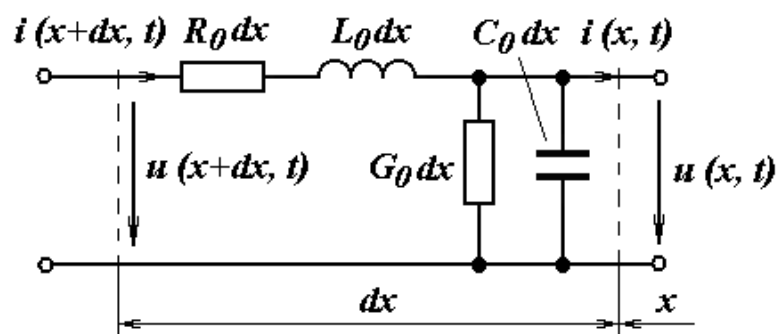 i (x+dx, t) R₀dx L₀dx C₀dx i (x, t)
u (x+dx, t) G₀dx u (x, t)
dx x